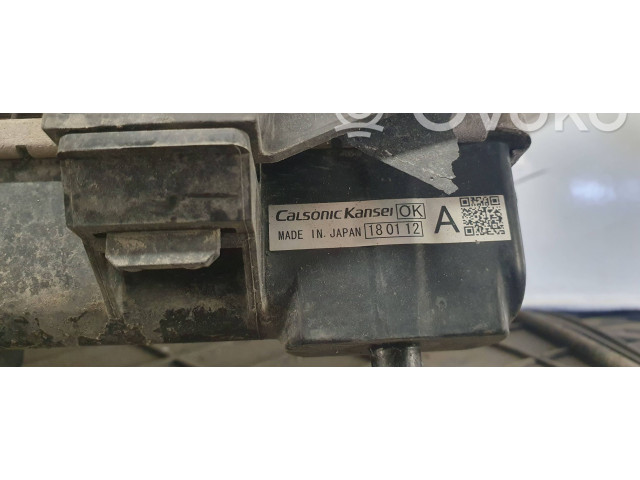 Ovoko
Calsonic Kansei OK
MADE IN. JAPAN 18 01 12 A